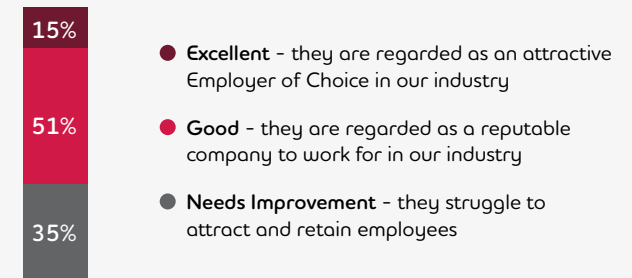 15%
Excellent - they are regarded as an attractive
Employer of Choice in our industry
51%
Good - they are regarded as a reputable
company to work for in our industry
Needs Improvement - they struggle to
attract and retain employees
35%